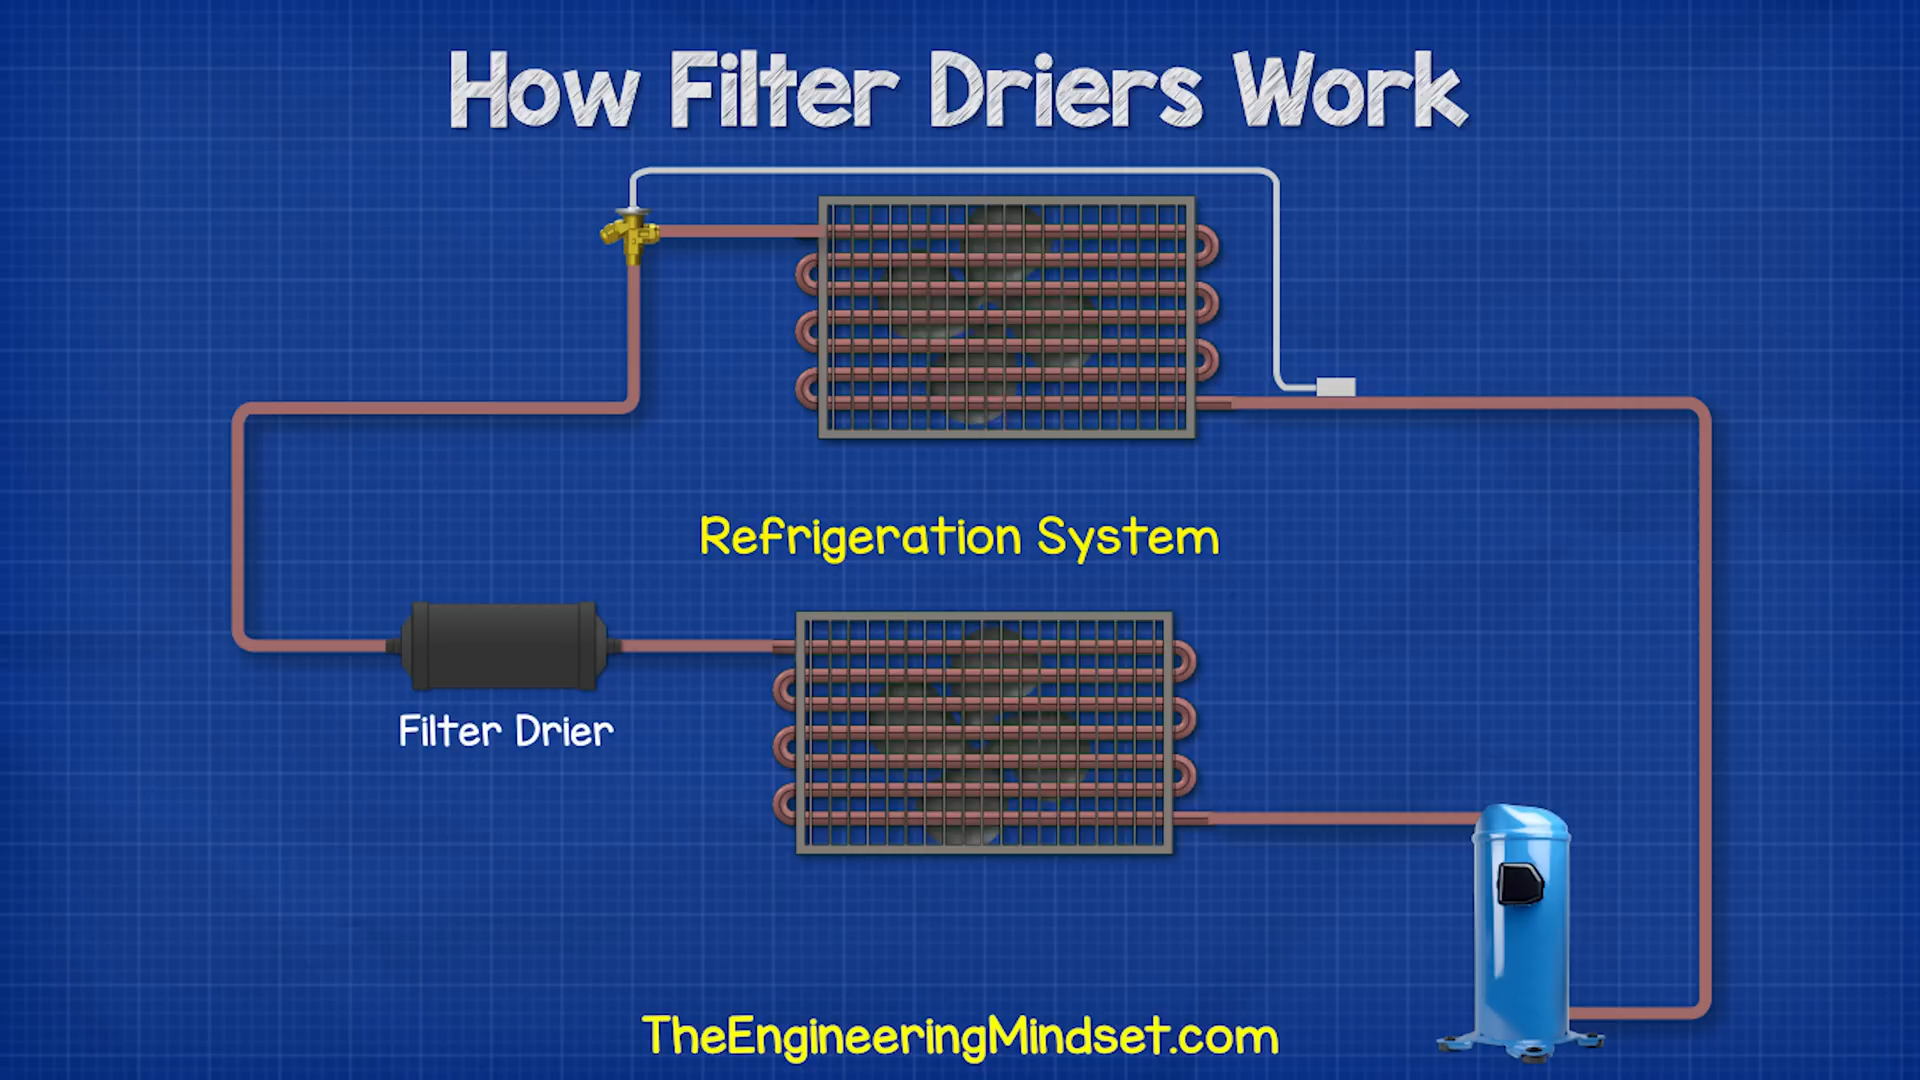 How Filter Driers Work
Refrigeration System
Filter Drier
TheEngineeringMindset.com